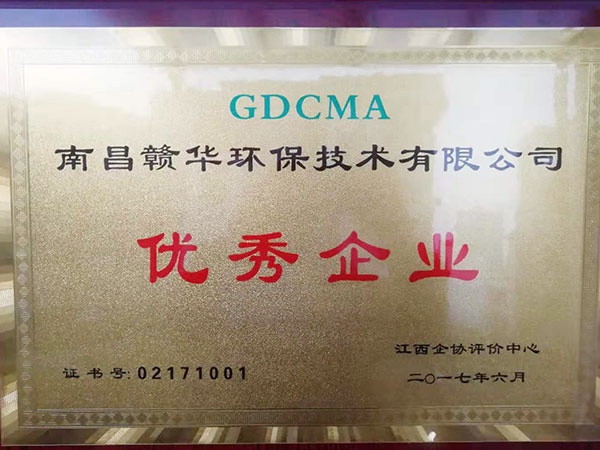 GDCMA
南昌赣华环保技术有限公司
优秀企业
江西企协评价中心
证书号:02171001
二〇一七年六月